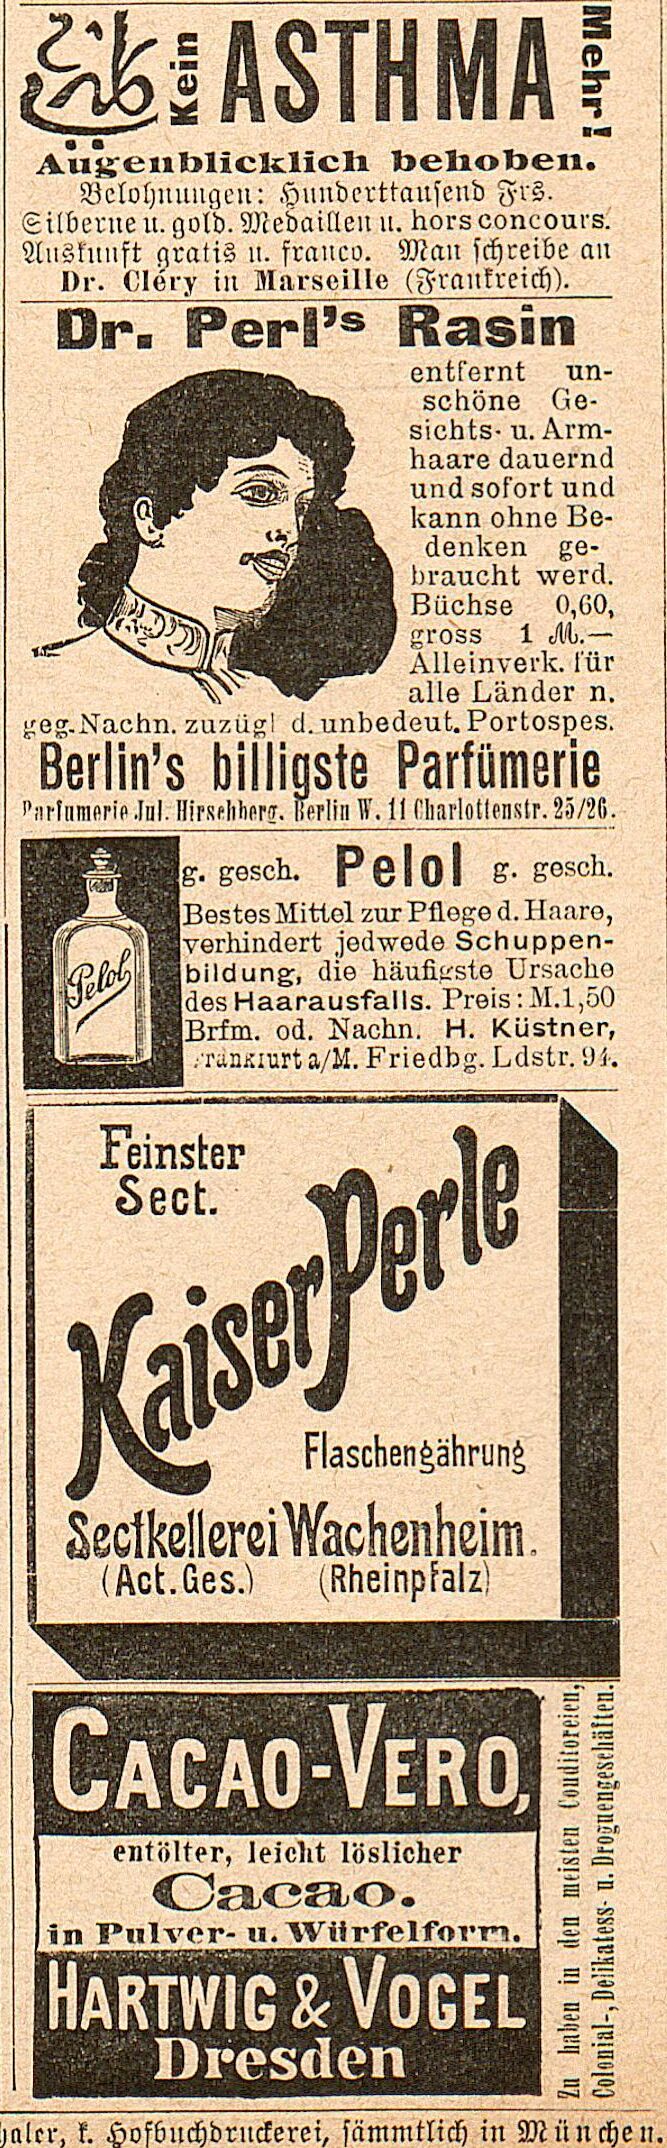 Kein ASTHMA Mehr!
Augenblicklich behoben.
Belohnungen: Hunderttausend Frs.
Silberne u. gold. Medaillen u. hors concours.
Auskunft gratis u. franco. Man schreibe an
Dr. Cléry in Marseille (Frankreich).
Dr. Perl's Rasin
entfernt un-
schöne Ge-
sichts- u. Arm-
haare dauernd
und sofort und
kann ohne Be-
denken ge-
braucht werd.
Büchse 0,60,
gross 1 M.—
Alleinverk. für
alle Länder n.
geg. Nachn. zuzügl d. unbedeut. Portospes.
Berlin's billigste Parfümerie
Parfumerie Jul. Hirschberg. Berlin W. 11 Charlottenstr. 25/26.
g. gesch. Pelol g. gesch.
Pelol
Bestes Mittel zur Pflege d. Haare,
verhindert jedwede Schuppen-
bildung, die häufigste Ursache
des Haarausfalls. Preis: M.1,50
Brfm. od. Nachn. H. Küstner,
Frankfurt a/M. Friedbg. Ldstr. 94.
Feinster
Sect.
Kaiser Perle
Flaschengährung
Sectkellerei Wachenheim.
(Act. Ges.) (Rheinpfalz)
CACAO-VERO,
entölter, leicht löslicher
Cacao.
in Pulver- u. Würfelform.
HARTWIG & VOGEL
Dresden
Zu haben in den meisten Conditoreien,
Colonial-, Delikatess- u. Droguengeschäften.
haler, k. Hofbuchdruckerei, sämmtlich in München.